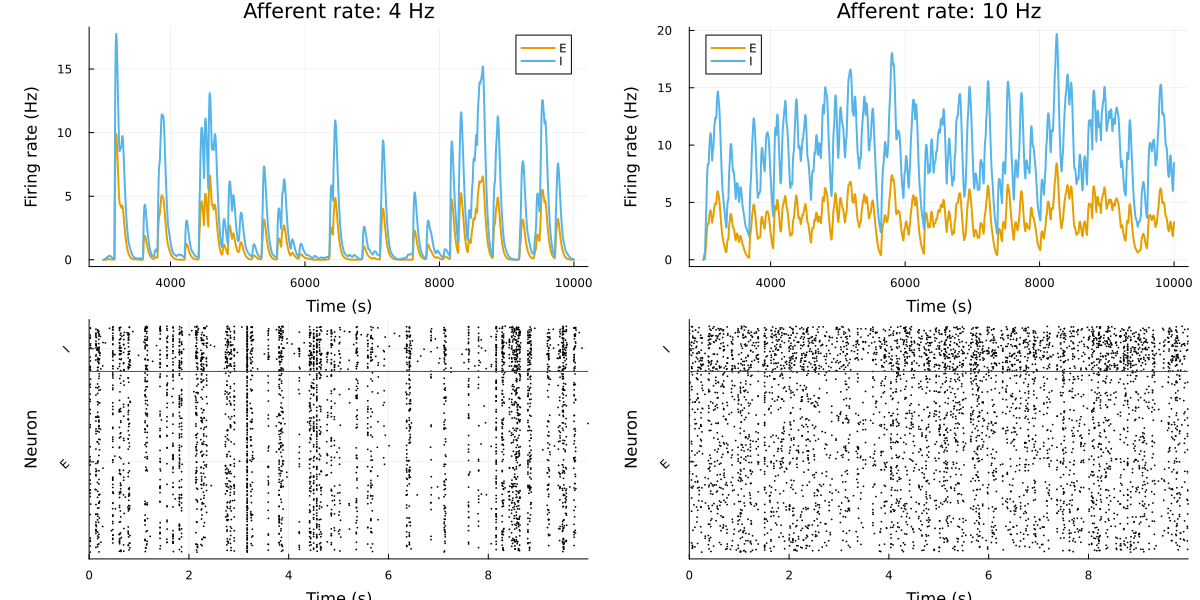 Afferent rate: 4 Hz
Firing rate (Hz)
15
10
5
0
E
I
4000
6000
8000
10000
Time (s)
Afferent rate: 10 Hz
Firing rate (Hz)
20
15
10
5
0
E
I
4000
6000
8000
10000
Time (s)
Neuron
I
E
0
2
4
6
8
Time (s)
Neuron
I
E
0
2
4
6
8
Time (s)